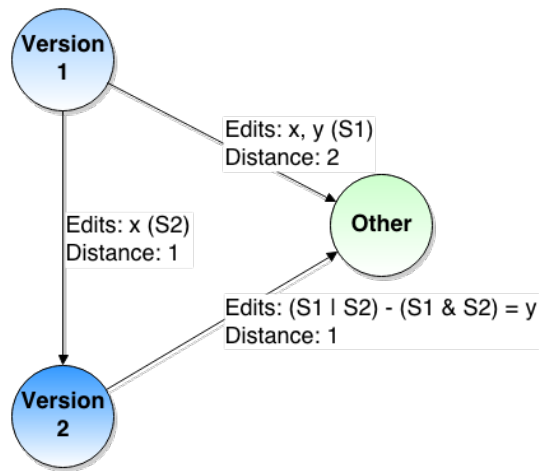 Version
1
Edits: x, y (S1)
Distance: 2
Other
Edits: x (S2)
Distance: 1
Edits: (S1 | S2) - (S1 & S2) = y
Distance: 1
Version
2